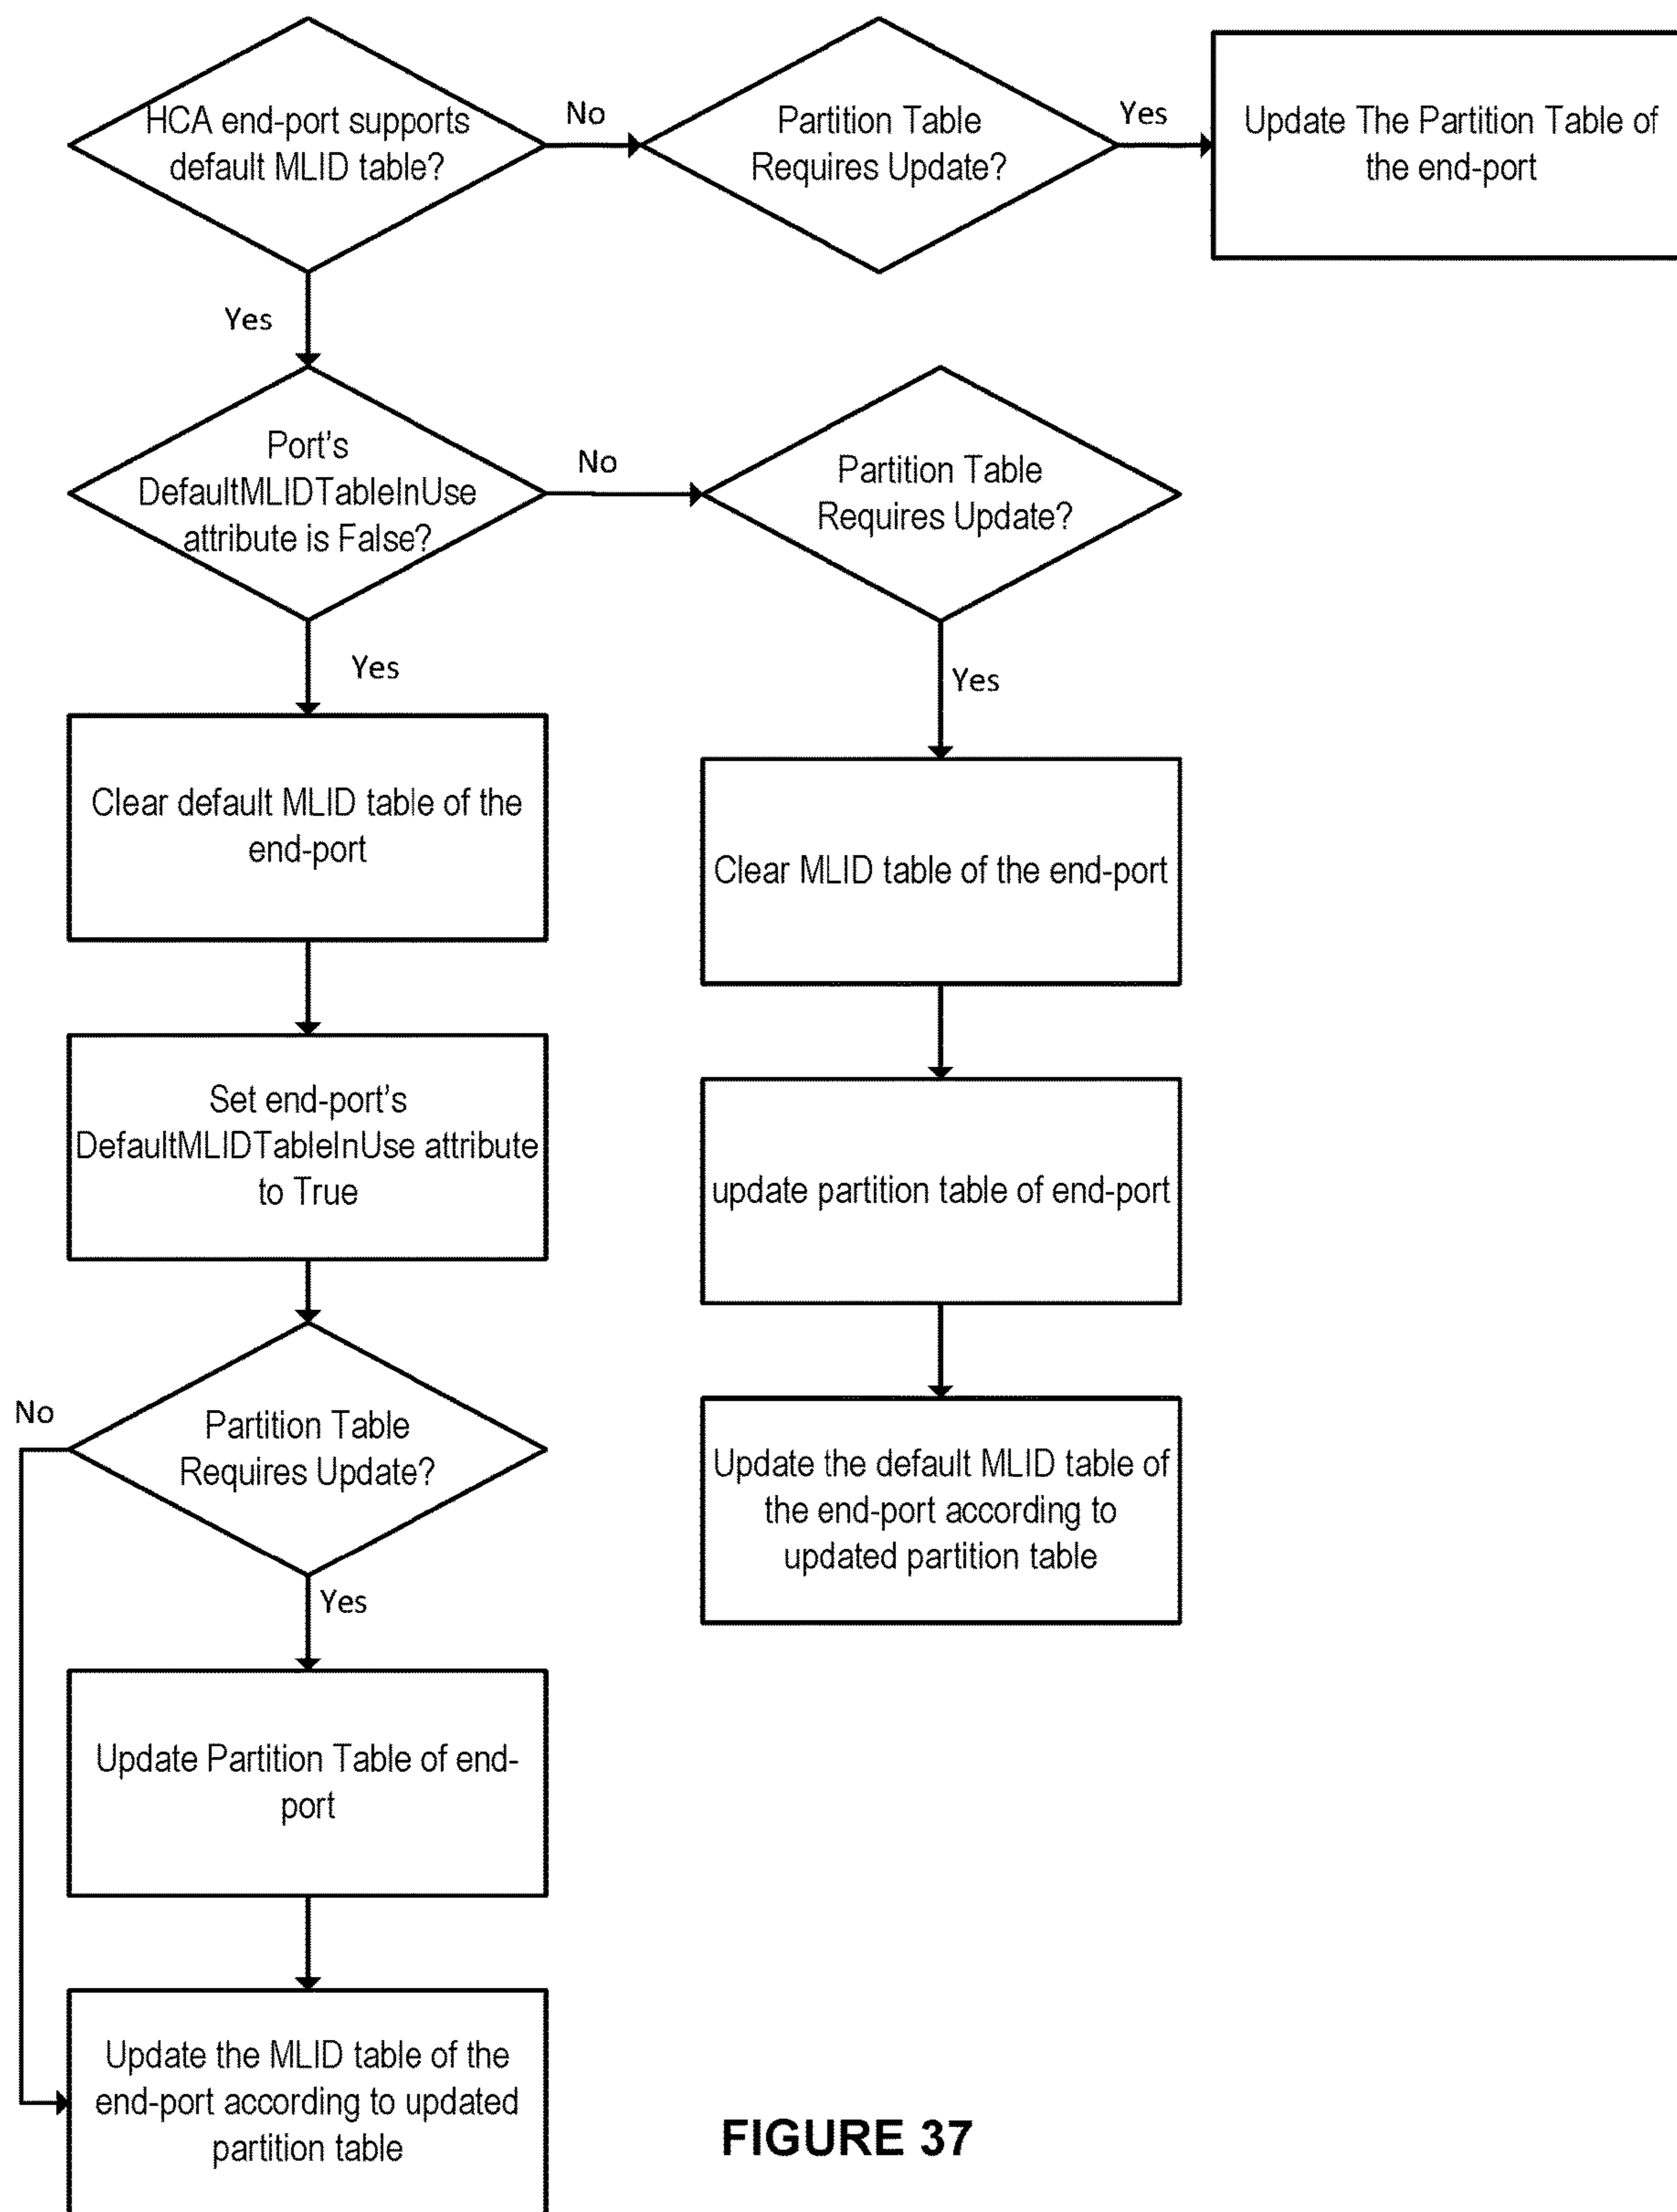 HCA end-port supports
default MLID table?
No
Partition Table
Requires Update?
Yes
Update The Partition Table of
the end-port
Yes
Port's
DefaultMLIDTableInUse
attribute is False?
No
Partition Table
Requires Update?
Yes
Yes
Clear default MLID table of the
end-port
Clear MLID table of the end-port
Set end-port's
DefaultMLIDTableInUse attribute
to True
update partition table of end-port
No
Partition Table
Requires Update?
Update the default MLID table of
the end-port according to
updated partition table
Yes
Update Partition Table of end-
port
Update the MLID table of the
end-port according to updated
partition table
FIGURE 37